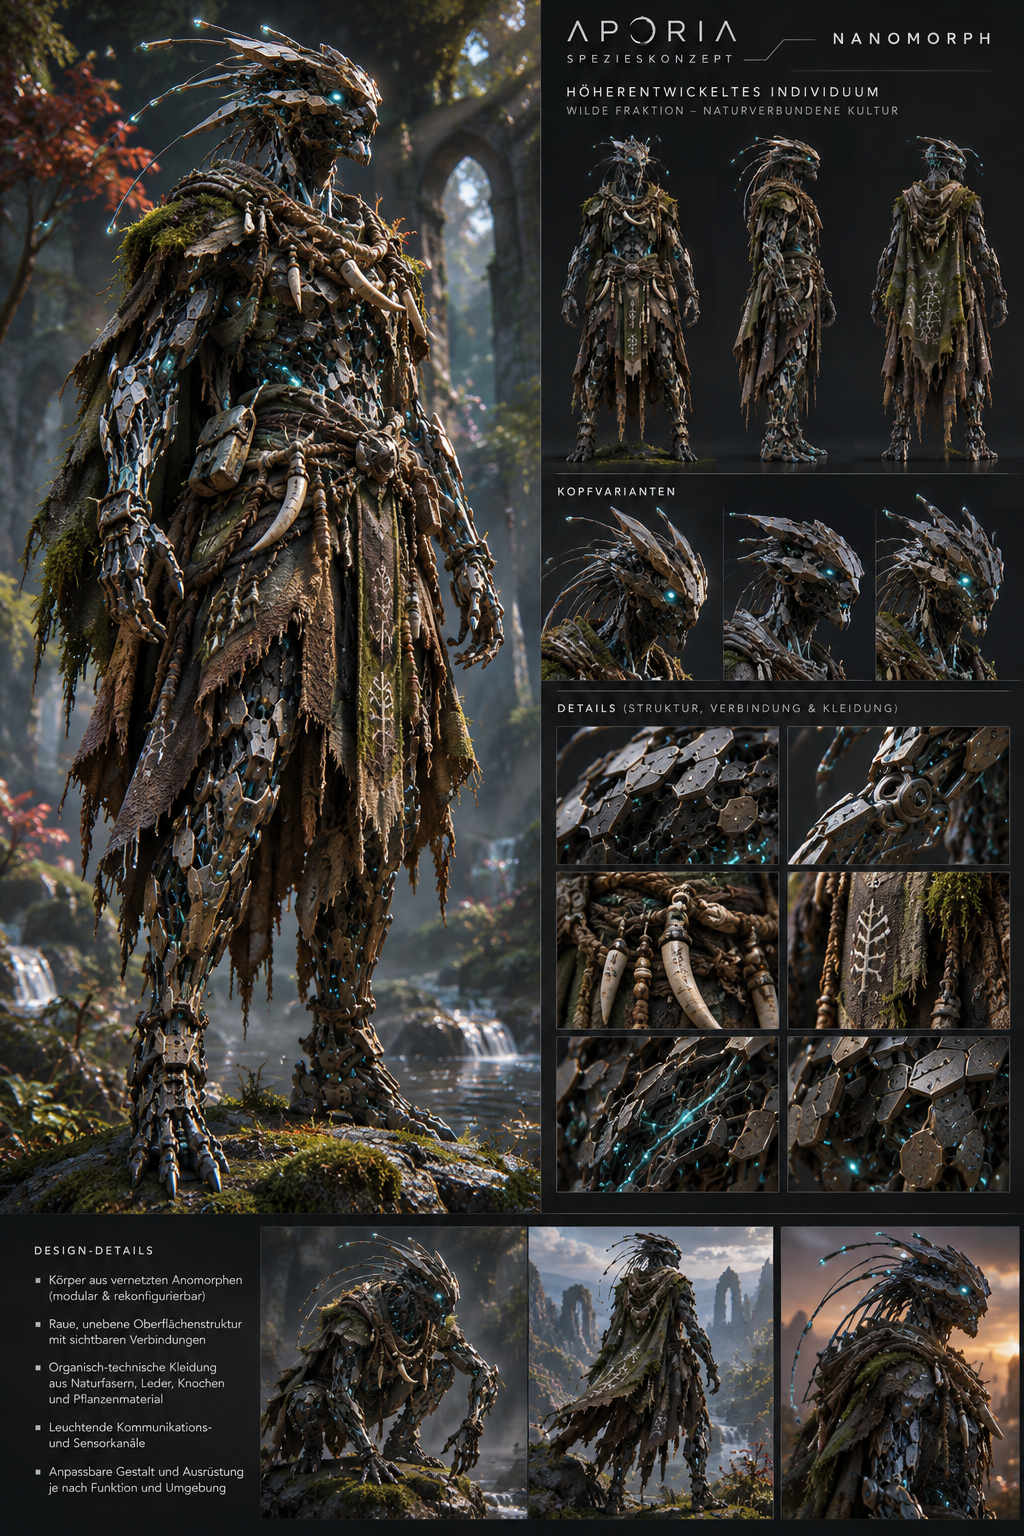 APORIA
SPEZIESKONZEPT
NANOMORPH
HÖHERENTWICKELTES INDIVIDUUM
WILDE FRAKTION – NATURVERBUNDENE KULTUR
KOPFVARIANTEN
DETAILS (STRUKTUR, VERBINDUNG & KLEIDUNG)
DESIGN-DETAILS
▪ Körper aus vernetzten Anomorphen
(modular & rekonfigurierbar)
▪ Raue, unebene Oberflächenstruktur
mit sichtbaren Verbindungen
▪ Organisch-technische Kleidung
aus Naturfasern, Leder, Knochen
und Pflanzenmaterial
▪ Leuchtende Kommunikations-
und Sensorkanäle
▪ Anpassbare Gestalt und Ausrüstung
je nach Funktion und Umgebung